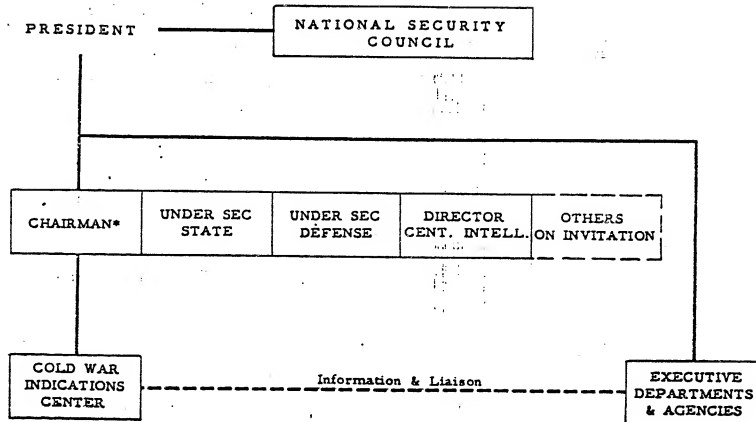 PRESIDENT
NATIONAL SECURITY
COUNCIL
CHAIRMAN*
UNDER SEC
STATE
UNDER SEC
DEFENSE
DIRECTOR
CENT. INTELL.
OTHERS
ON INVITATION
COLD WAR
INDICATIONS
CENTER
Information & Liaison
EXECUTIVE
DEPARTMENTS
& AGENCIES